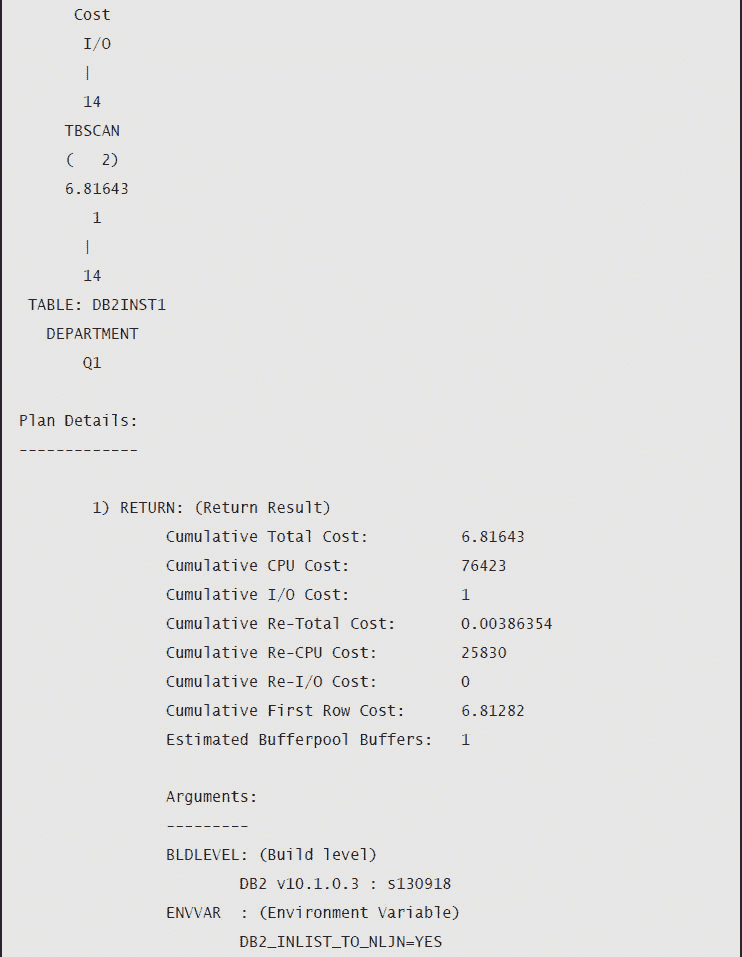 Cost
I/O
|
14
TBSCAN
(   2)
6.81643
1
|
14
TABLE: DB2INST1
DEPARTMENT
Q1
Plan Details:
-------------
1) RETURN: (Return Result)
Cumulative Total Cost:          6.81643
Cumulative CPU Cost:            76423
Cumulative I/O Cost:            1
Cumulative Re-Total Cost:       0.00386354
Cumulative Re-CPU Cost:         25830
Cumulative Re-I/O Cost:         0
Cumulative First Row Cost:      6.81282
Estimated Bufferpool Buffers:   1
Arguments:
---------
BLDLEVEL: (Build level)
DB2 v10.1.0.3 : s130918
ENVVAR  : (Environment Variable)
DB2_INLIST_TO_NLJN=YES